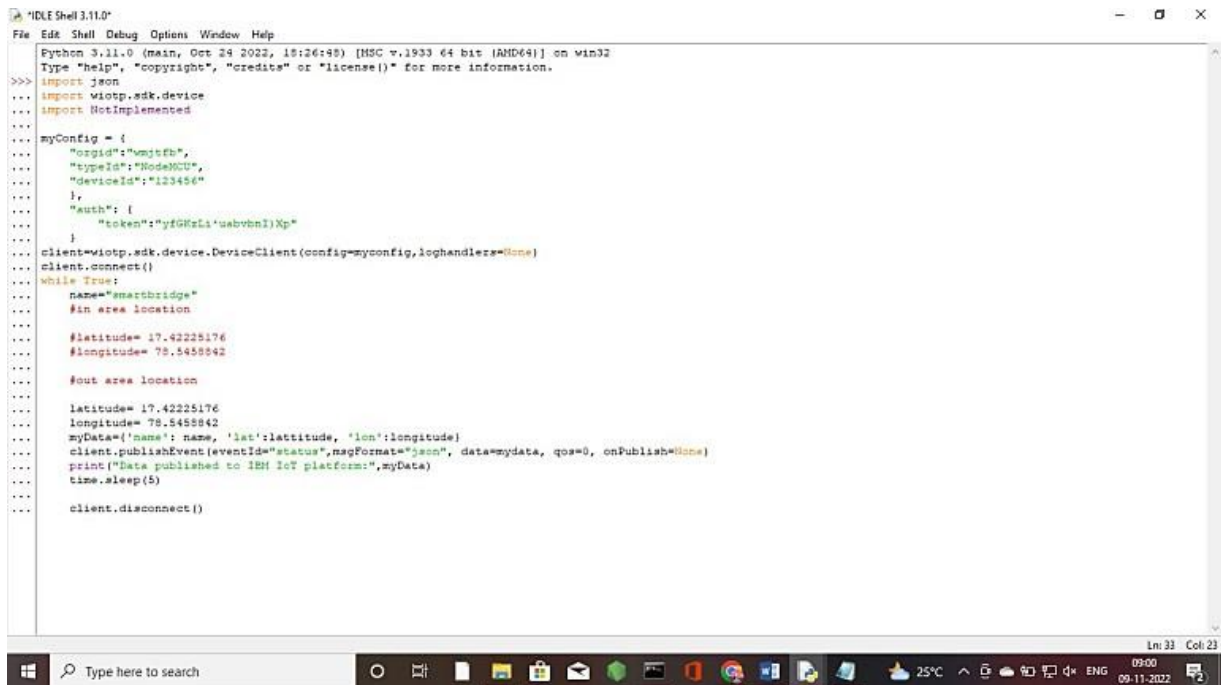 *IDLE Shell 3.11.0*
File Edit Shell Debug Options Window Help
Python 3.11.0 (main, Oct 24 2022, 18:26:48) [MSC v.1933 64 bit (AMD64)] on win32
Type "help", "copyright", "credits" or "license()" for more information.
>>> import json
... import wiotp.sdk.device
... import NotImplemented
...
... myConfig = {
... "orgid":"wmjtfb",
... "typeId":"NodeMCU",
... "deviceId":"123456"
... },
... "auth": {
... "token":"yfGKzLi*uabvbnI)Xp"
... }
... client=wiotp.sdk.device.DeviceClient(config=myconfig,loghandlers=None)
... client.connect()
... while True:
... name="smartbridge"
... #in area location
...
... #latitude= 17.42225176
... #longitude= 78.5458842
...
... #out area location
...
... latitude= 17.42225176
... longitude= 78.5458842
... myData={'name': name, 'lat':lattitude, 'lon':longitude}
... client.publishEvent(eventId="status",msgFormat="json", data=mydata, qos=0, onPublish=None)
... print("Data published to IBM IoT platform:",myData)
... time.sleep(5)
...
... client.disconnect()
Ln: 33 Col: 23
Type here to search
25°C
ENG
09:00
09-11-2022
2